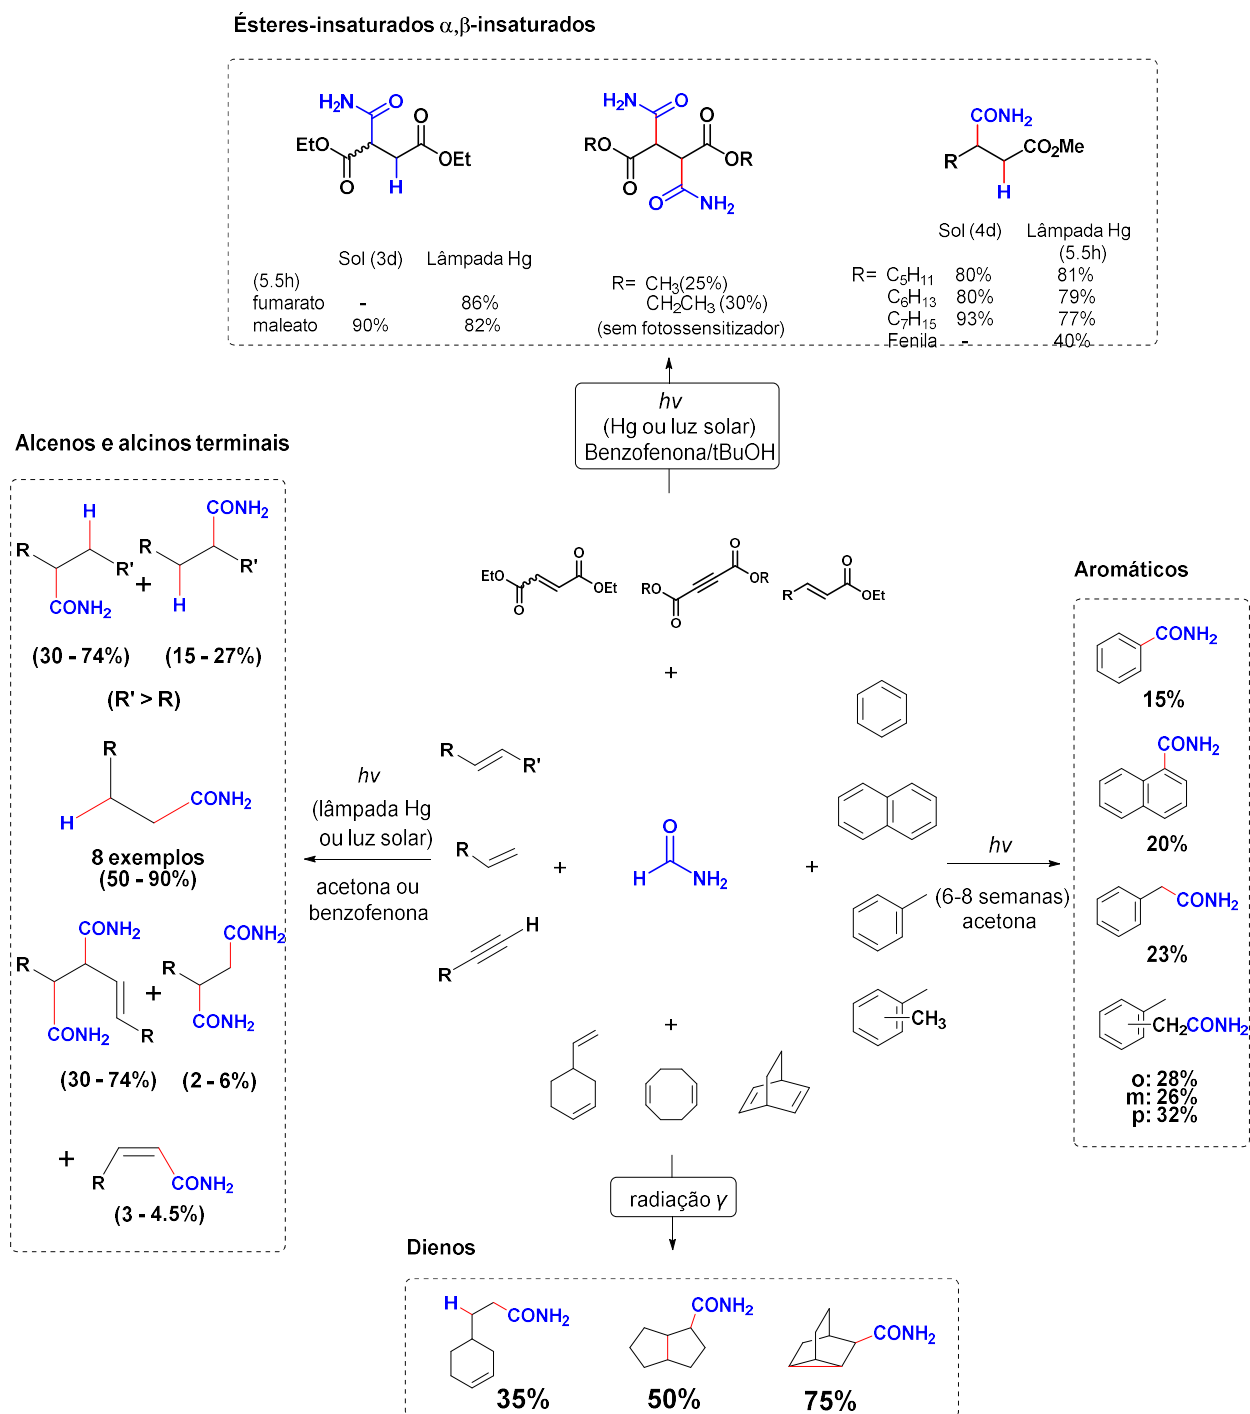 Ésteres-insaturados α,β-insaturados
H2N O
EtO O OEt O H
H2N O
RO O OR O O NH2
CONH2
R CO2Me H
Sol (3d) Lâmpada Hg
(5.5h)
fumarato - 86%
maleato 90% 82%
R= CH3(25%)
CH2CH3 (30%)
(sem fotossensitizador)
Sol (4d) Lâmpada Hg
(5.5h)
R= C5H11 80% 81%
C6H13 80% 79%
C7H15 93% 77%
Fenila - 40%
hν
(Hg ou luz solar)
Benzofenona/tBuOH
Alcenos e alcinos terminais
H CONH2
R R' + R R'
CONH2 H
(30 - 74%) (15 - 27%)
(R' > R)
R
H CONH2
8 exemplos
(50 - 90%)
CONH2 CONH2
R + R
CONH2 R CONH2
(30 - 74%) (2 - 6%)
+ R CONH2
(3 - 4.5%)
hν
(lâmpada Hg
ou luz solar)
acetona ou
benzofenona
EtO O O OEt
RO O O OR
R O OEt
+
R R'
R
R H
+
O
H NH2
+
CH3
+
hν
(6-8 semanas)
acetona
Aromáticos
CONH2
15%
CONH2
20%
CONH2
23%
CH2CONH2
o: 28%
m: 26%
p: 32%
radiação γ
Dienos
H CONH2
35%
CONH2
50%
CONH2
75%